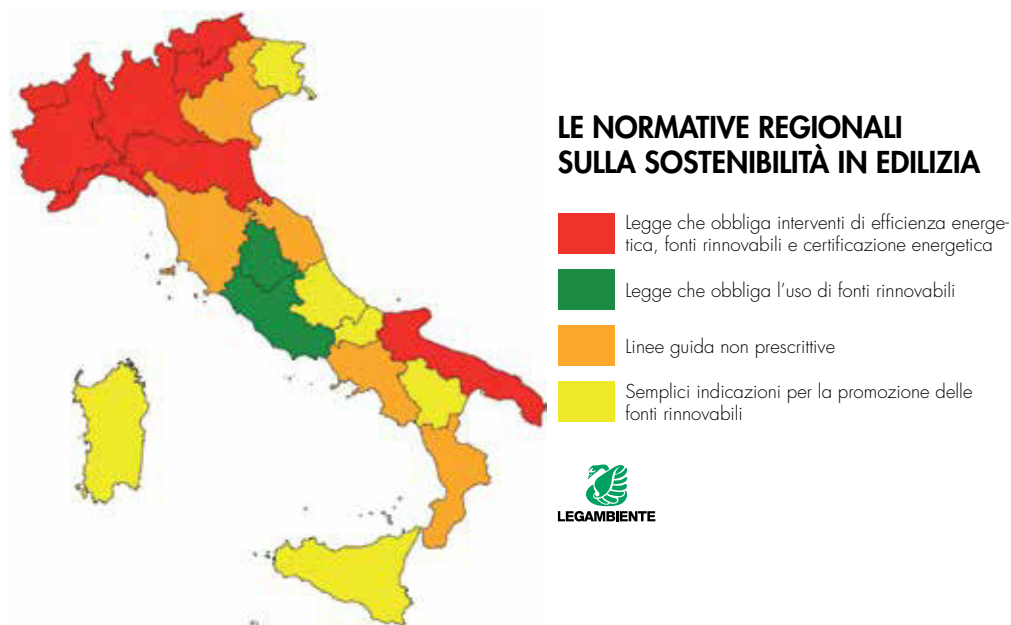 LE NORMATIVE REGIONALI
SULLA SOSTENIBILITÀ IN EDILIZIA
Legge che obbliga interventi di efficienza energe-
tica, fonti rinnovabili e certificazione energetica
Legge che obbliga l'uso di fonti rinnovabili
Linee guida non prescrittive
Semplici indicazioni per la promozione delle
fonti rinnovabili
LEGAMBIENTE